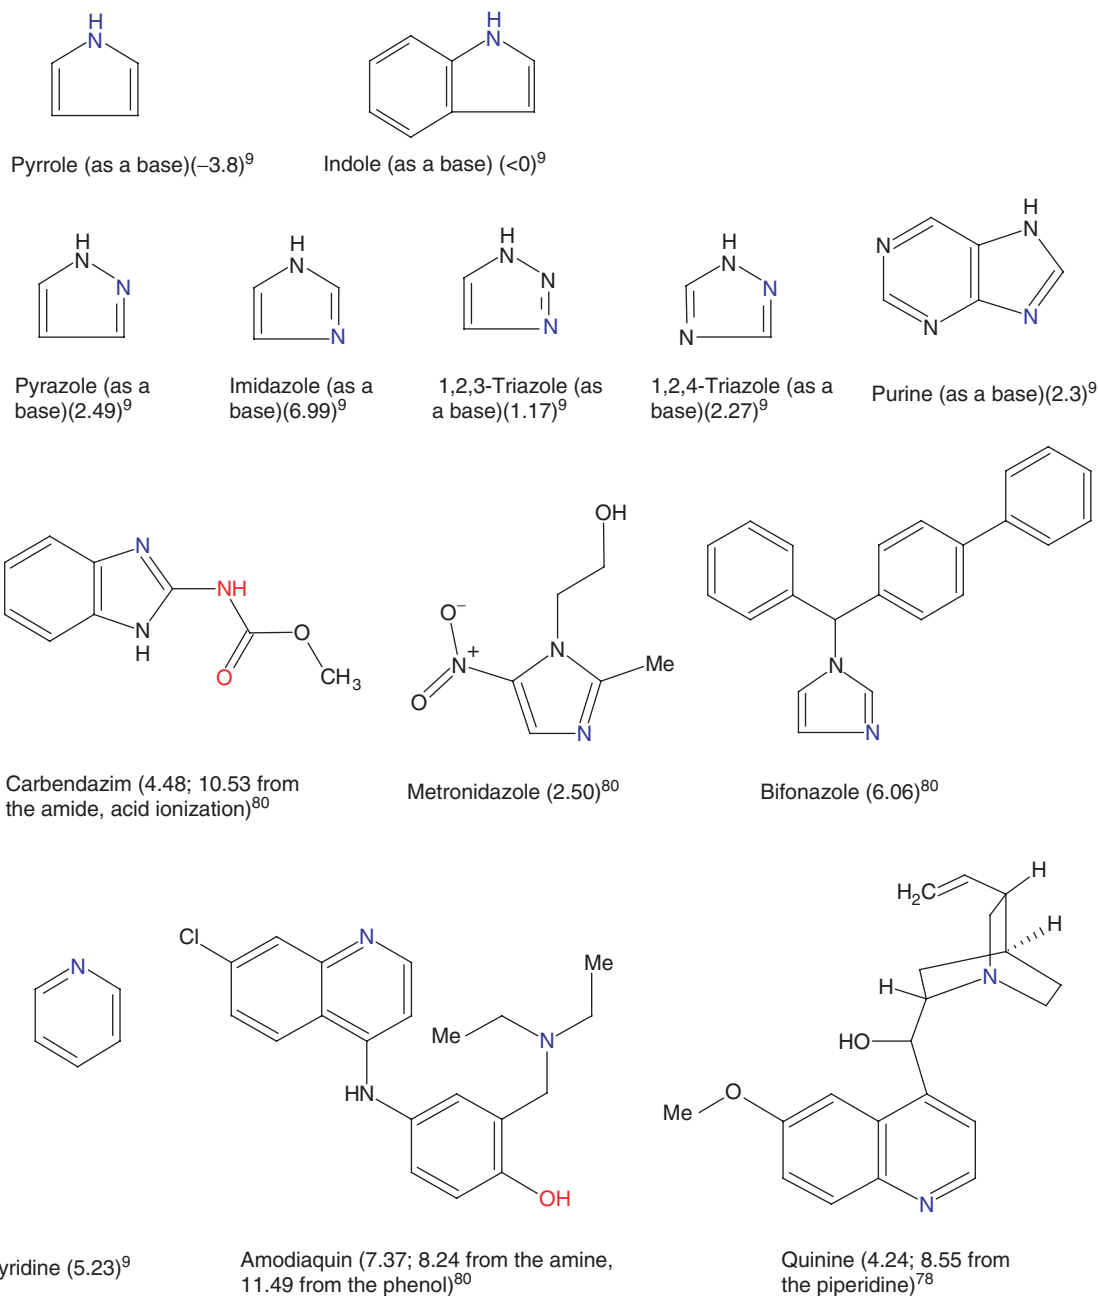 H
N
H
N
Pyrrole (as a base)(–3.8)⁹
Indole (as a base) (<0)⁹
H
N
N
H
N
N
H
N
N
N
H
N
N
N
H
N
N
N
N
Pyrazole (as a
base)(2.49)⁹
Imidazole (as a
base)(6.99)⁹
1,2,3-Triazole (as
a base)(1.17)⁹
1,2,4-Triazole (as a
base)(2.27)⁹
Purine (as a base)(2.3)⁹
N
NH
N
H
O
O
CH₃
OH
O⁻
N⁺
O
N
Me
N
N
N
Carbendazim (4.48; 10.53 from
the amide, acid ionization)⁸⁰
Metronidazole (2.50)⁸⁰
Bifonazole (6.06)⁸⁰
N
Cl
N
Me
Me
N
HN
OH
H₂C
H
H
N
H
HO
O
Me
N
yridine (5.23)⁹
Amodiaquin (7.37; 8.24 from the amine,
11.49 from the phenol)⁸⁰
Quinine (4.24; 8.55 from
the piperidine)⁷⁸